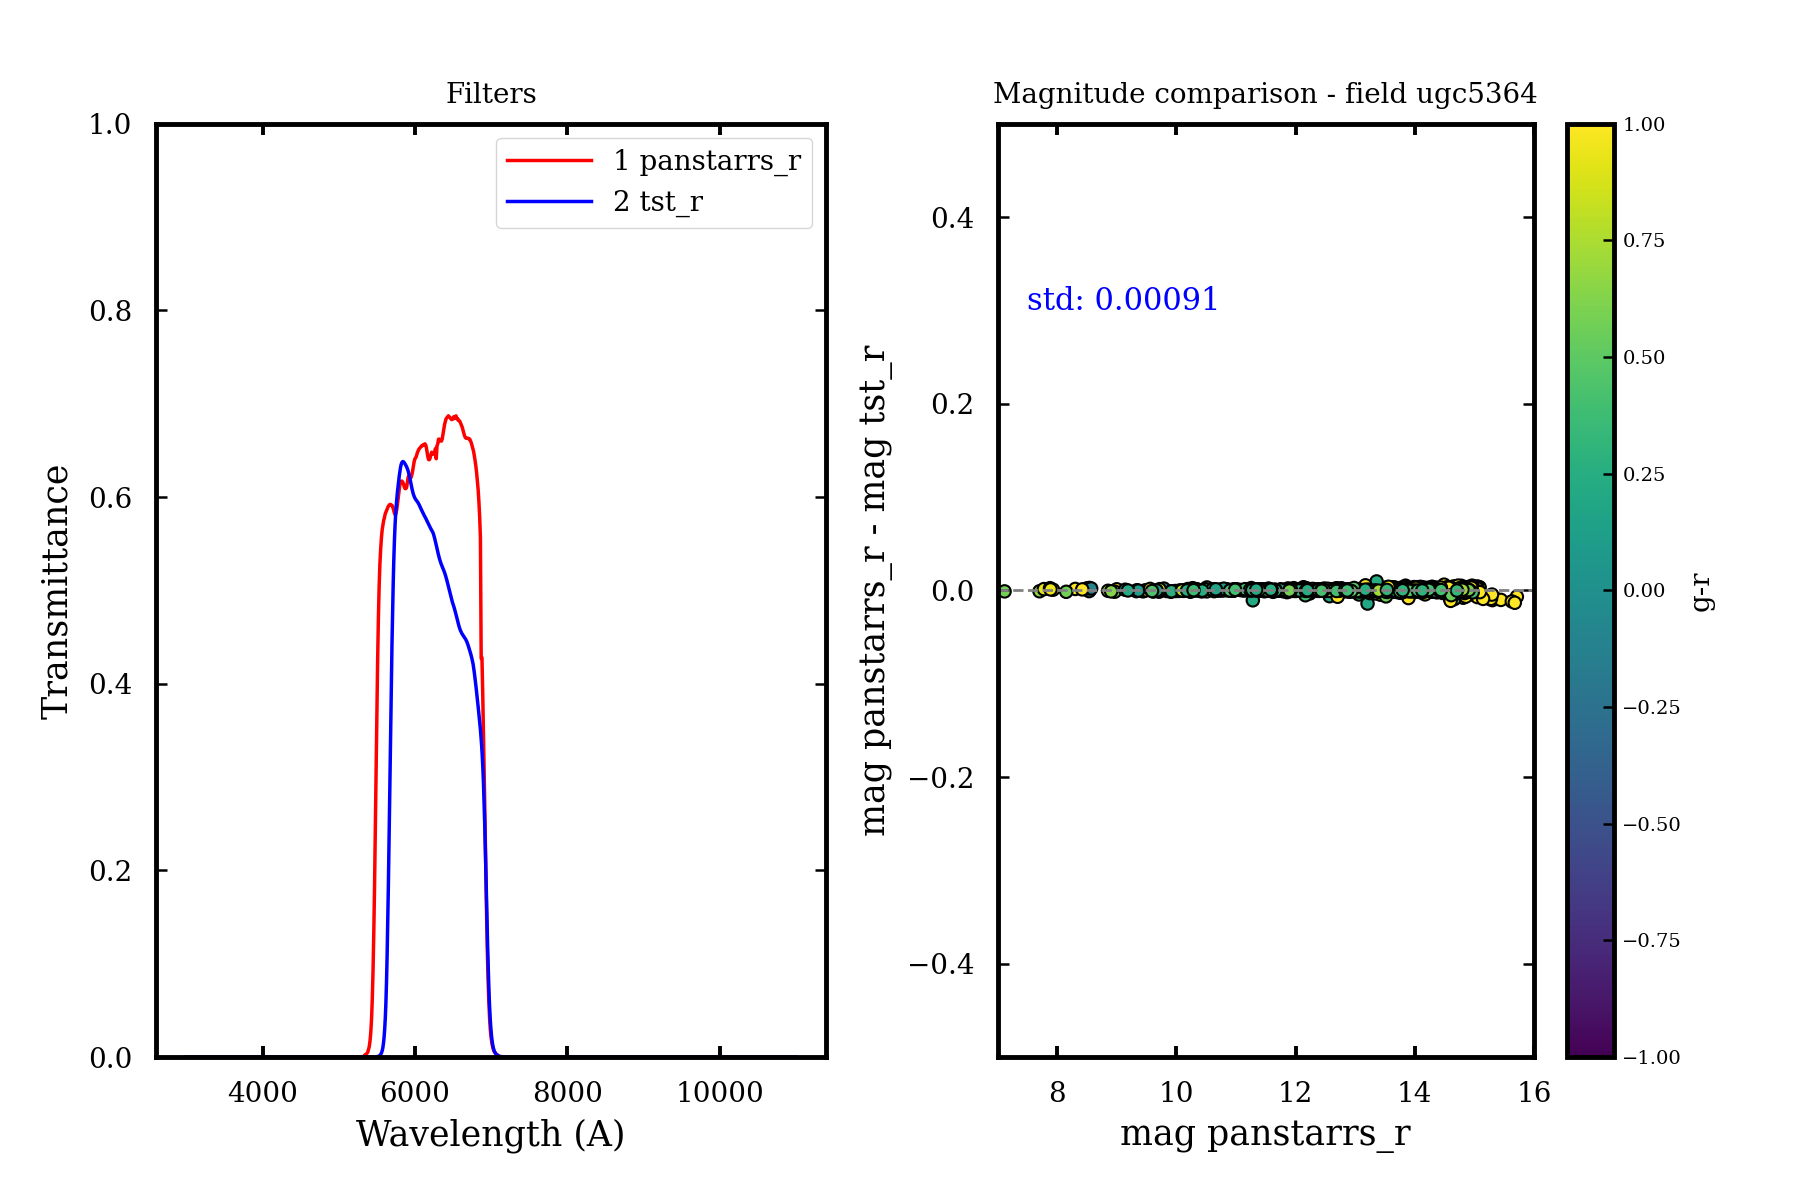 Filters
1.0
0.8
0.6
0.4
0.2
0.0
Transmittance
1 panstarrs_r
2 tst_r
4000
6000
8000
10000
Wavelength (A)
Magnitude comparison - field ugc5364
0.4
0.2
0.0
−0.2
−0.4
mag panstarrs_r - mag tst_r
std: 0.00091
8
10
12
14
16
mag panstarrs_r
1.00
0.75
0.50
0.25
0.00
−0.25
−0.50
−0.75
−1.00
g-r